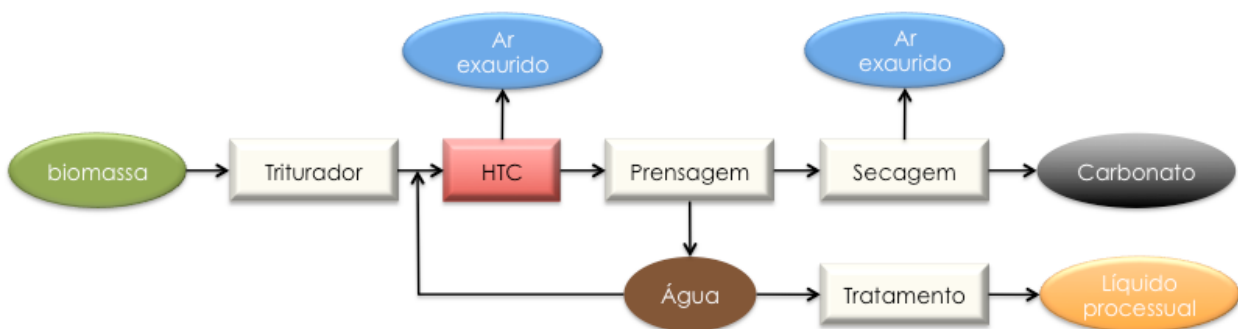 Ar
exaurido
Ar
exaurido
biomassa
Triturador
HTC
Prensagem
Secagem
Carbonato
Água
Tratamento
Líquido
processual